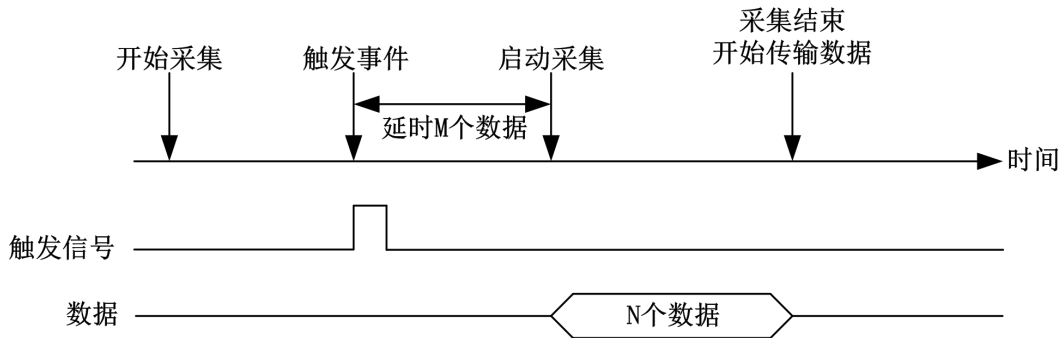 采集结束
开始传输数据
开始采集
触发事件
启动采集
延时M个数据
时间
触发信号
数据
N个数据